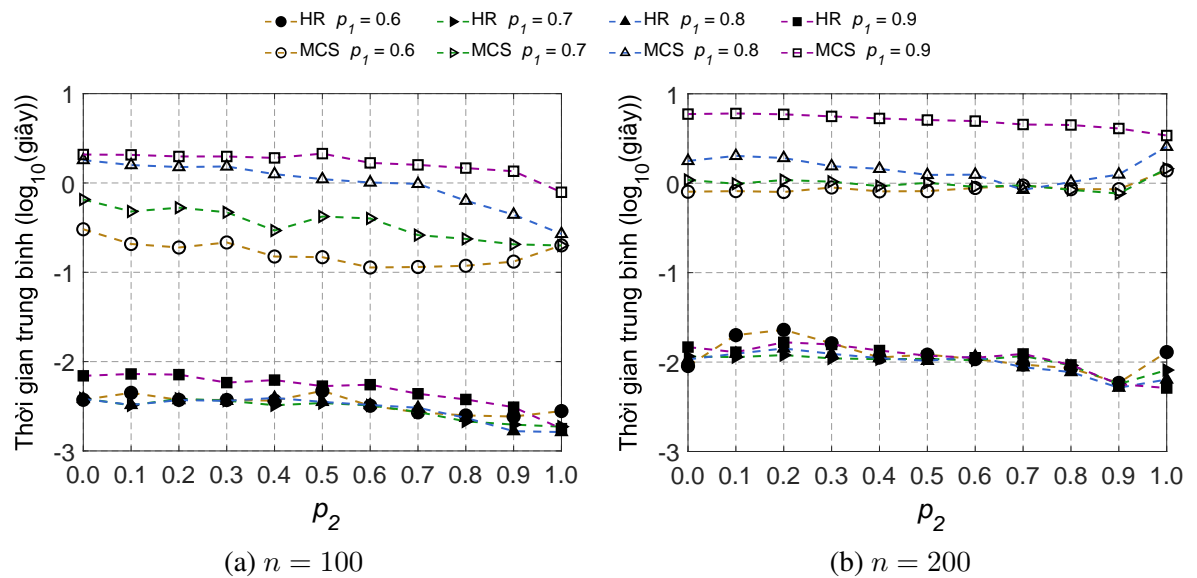 HR p1 = 0.6 HR p1 = 0.7 HR p1 = 0.8 HR p1 = 0.9
MCS p1 = 0.6 MCS p1 = 0.7 MCS p1 = 0.8 MCS p1 = 0.9
Thời gian trung bình (log10(giây))
1
0
-1
-2
-3
0.0 0.1 0.2 0.3 0.4 0.5 0.6 0.7 0.8 0.9 1.0
p2
(a) n = 100
Thời gian trung bình (log10(giây))
1
0
-1
-2
-3
0.0 0.1 0.2 0.3 0.4 0.5 0.6 0.7 0.8 0.9 1.0
p2
(b) n = 200